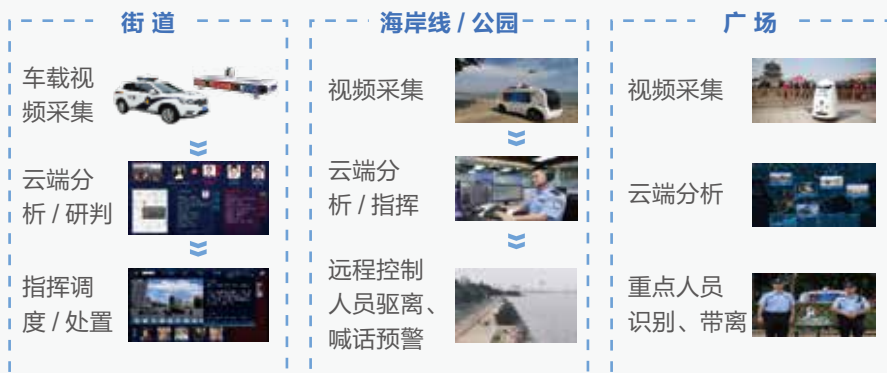 街 道
车载视
频采集
云端分
析 / 研判
指挥调
度 / 处置
海岸线 / 公园
视频采集
云端分
析 / 指挥
远程控制
人员驱离、
喊话预警
广 场
视频采集
云端分析
重点人员
识别、带离